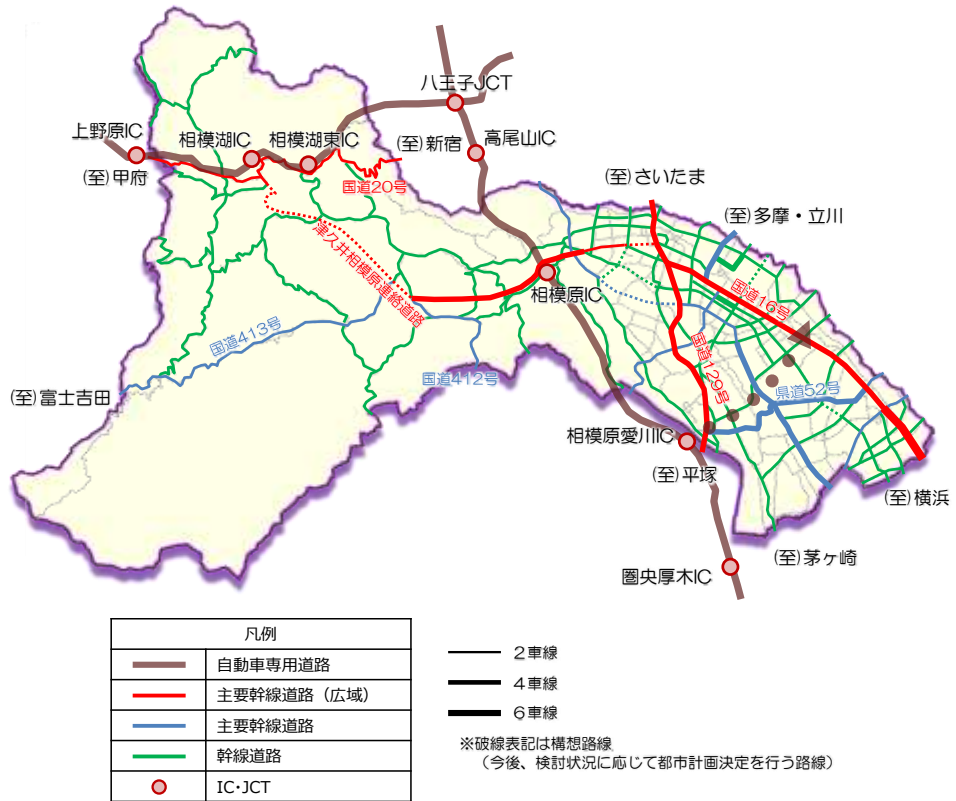 八王子JCT
上野原IC
相模湖IC
相模湖東IC
(至)新宿
高尾山IC
(至)甲府
国道20号
(至)さいたま
(至)多摩・立川
津久井相模原連絡道路
相模原IC
国道16号
国道413号
国道129号
国道412号
県道52号
(至)富士吉田
相模原愛川IC
(至)平塚
(至)横浜
(至)茅ヶ崎
圏央厚木IC
凡例
自動車専用道路
主要幹線道路（広域）
主要幹線道路
幹線道路
IC・JCT
2車線
4車線
6車線
※破線表記は構想路線
（今後、検討状況に応じて都市計画決定を行う路線）